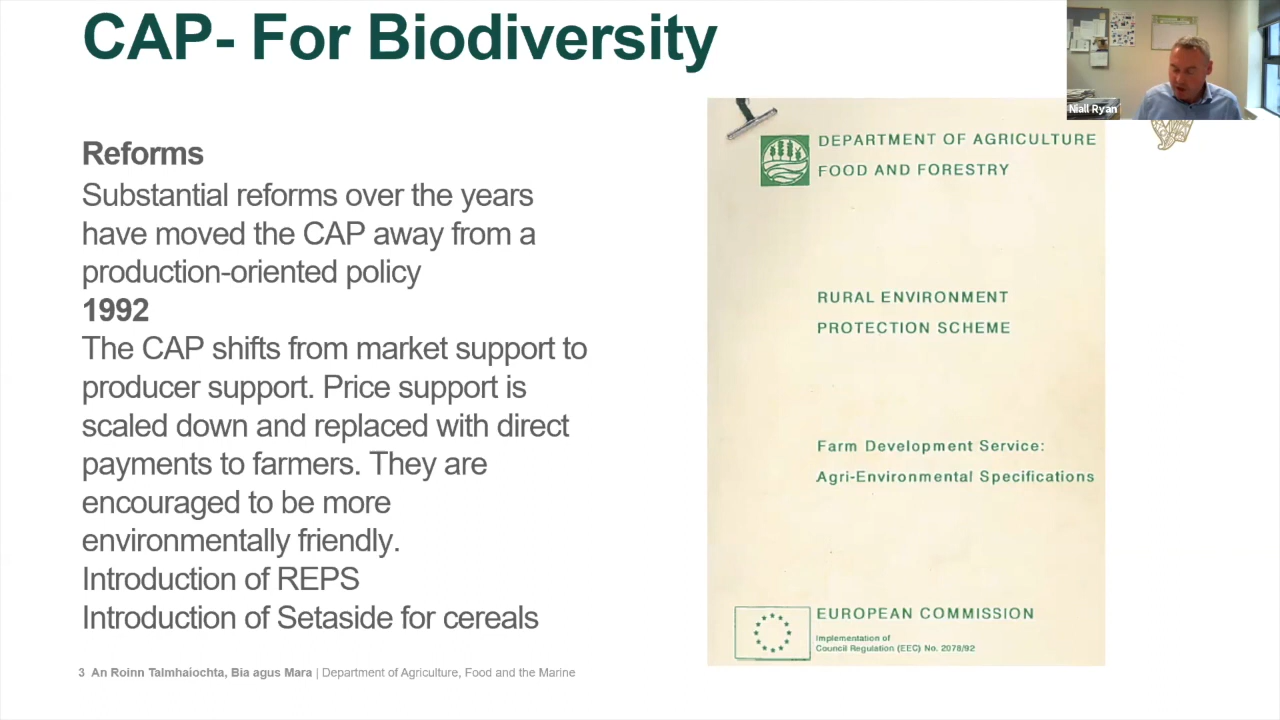 CAP- For Biodiversity
Niall Ryan
Reforms
Substantial reforms over the years
have moved the CAP away from a
production-oriented policy
1992
The CAP shifts from market support to
producer support. Price support is
scaled down and replaced with direct
payments to farmers. They are
encouraged to be more
environmentally friendly.
Introduction of REPS
Introduction of Setaside for cereals
DEPARTMENT OF AGRICULTURE
FOOD AND FORESTRY
RURAL ENVIRONMENT
PROTECTION SCHEME
Farm Development Service:
Agri-Environmental Specifications
EUROPEAN COMMISSION
Implementation of
Council Regulation (EEC) No. 2078/92
3 An Roinn Talmhaíochta, Bia agus Mara | Department of Agriculture, Food and the Marine